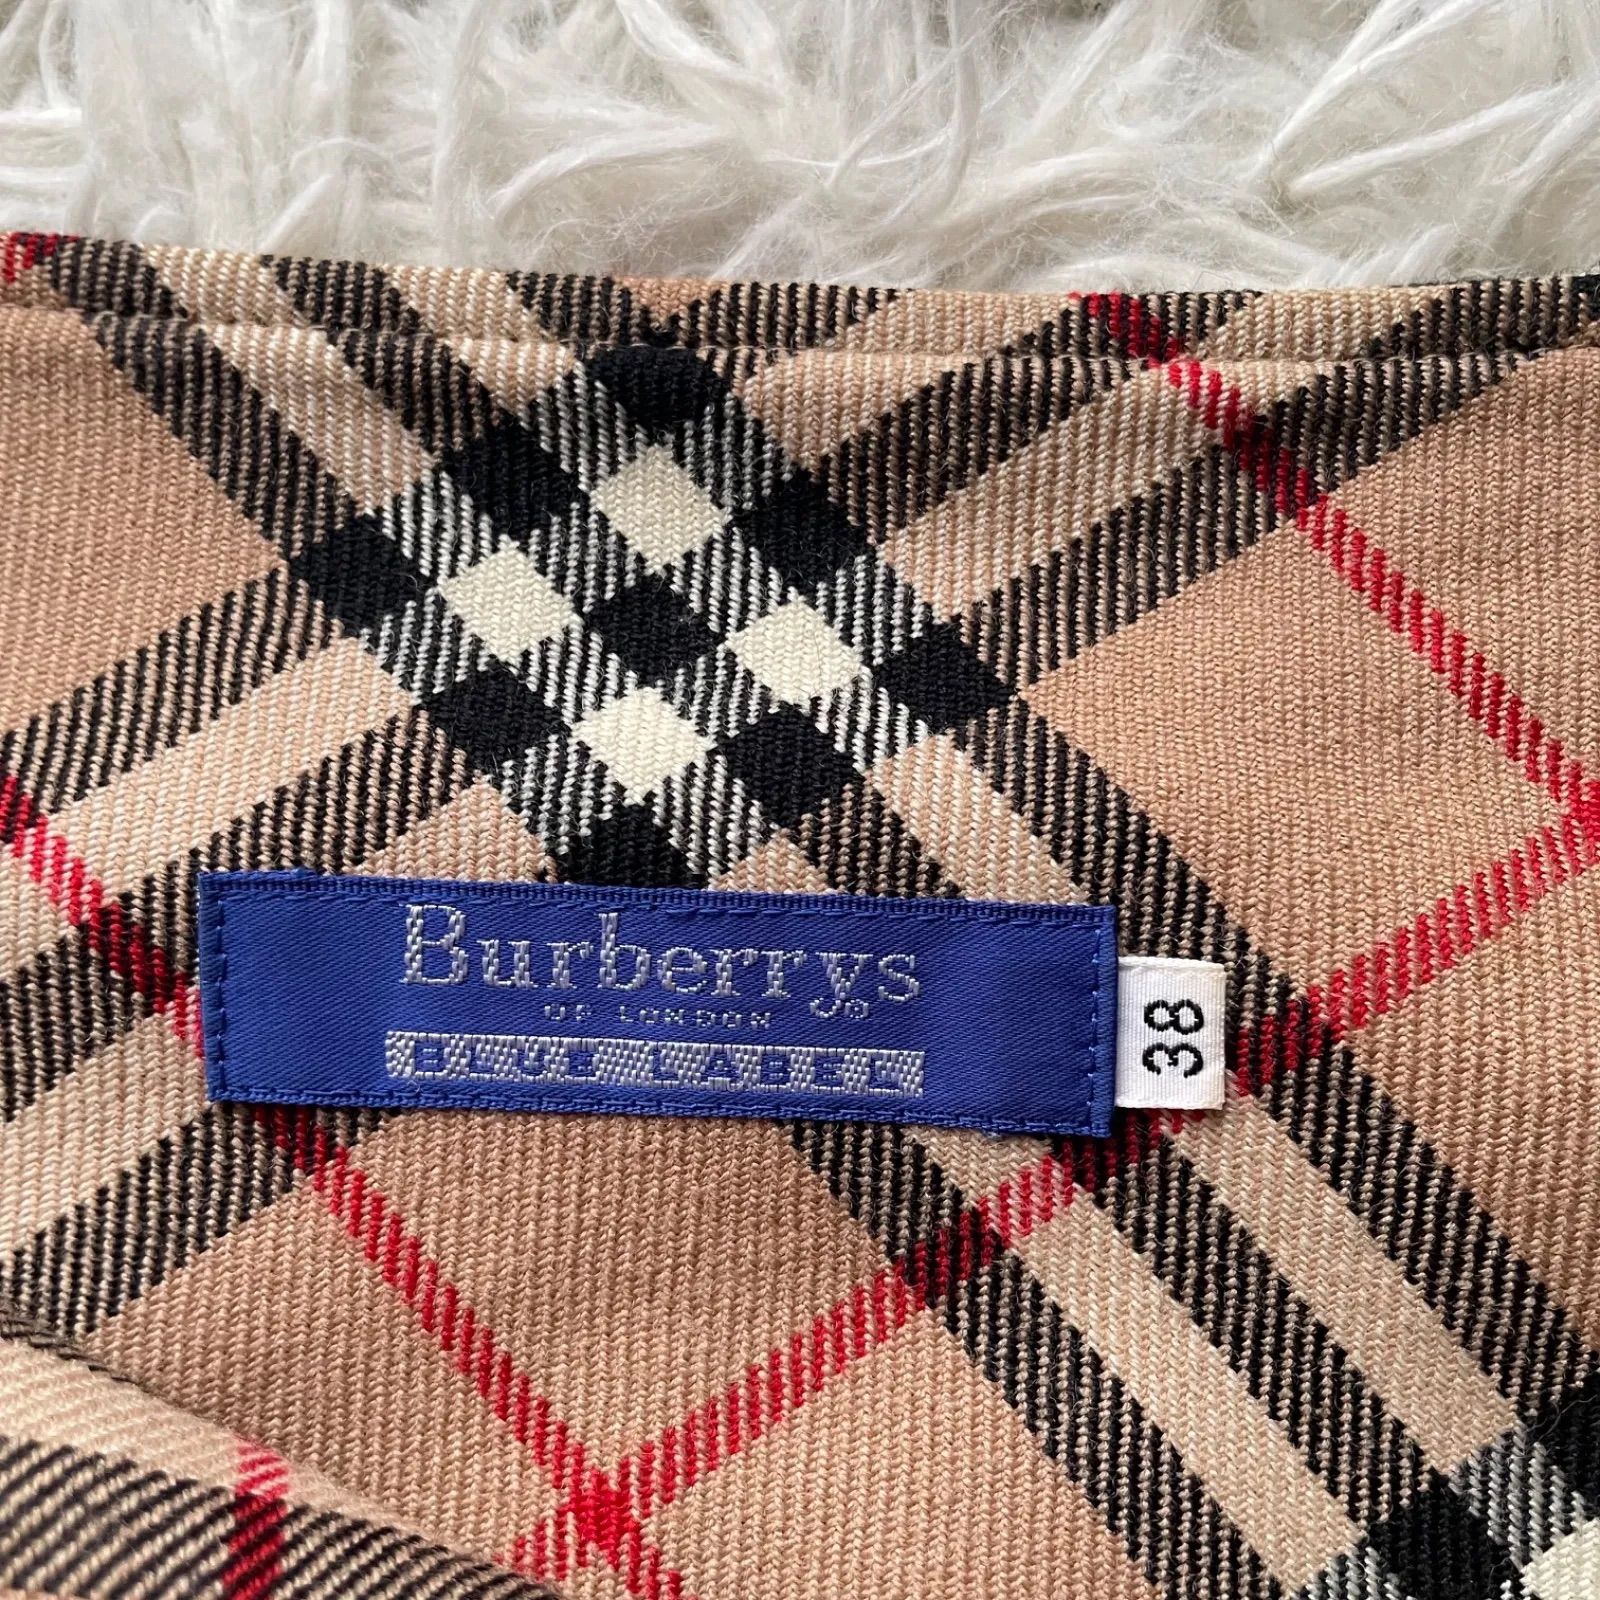 Burberrys
OF LONDON
BLUE LABEL
38